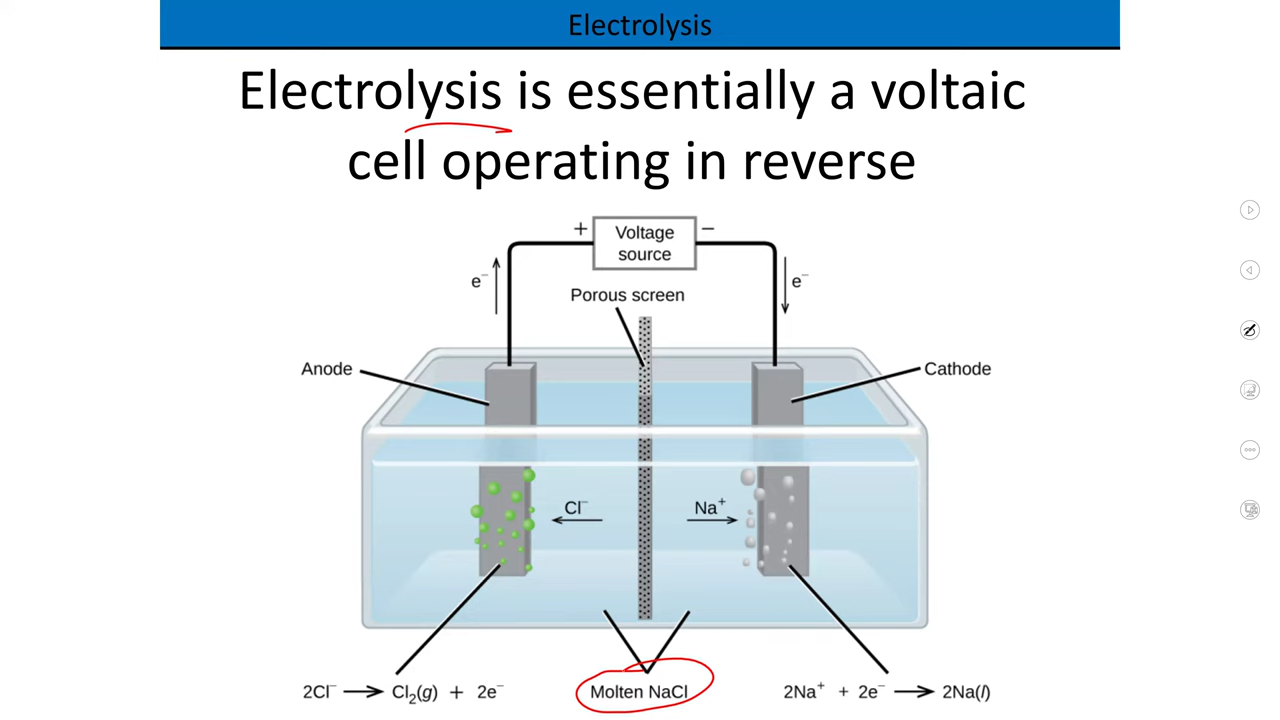 Electrolysis
Electrolysis is essentially a voltaic
cell operating in reverse
+ Voltage source −
e⁻
e⁻
Porous screen
Anode
Cathode
Cl⁻
Na⁺
2Cl⁻ ⟶ Cl₂(g) + 2e⁻
Molten NaCl
2Na⁺ + 2e⁻ ⟶ 2Na(l)